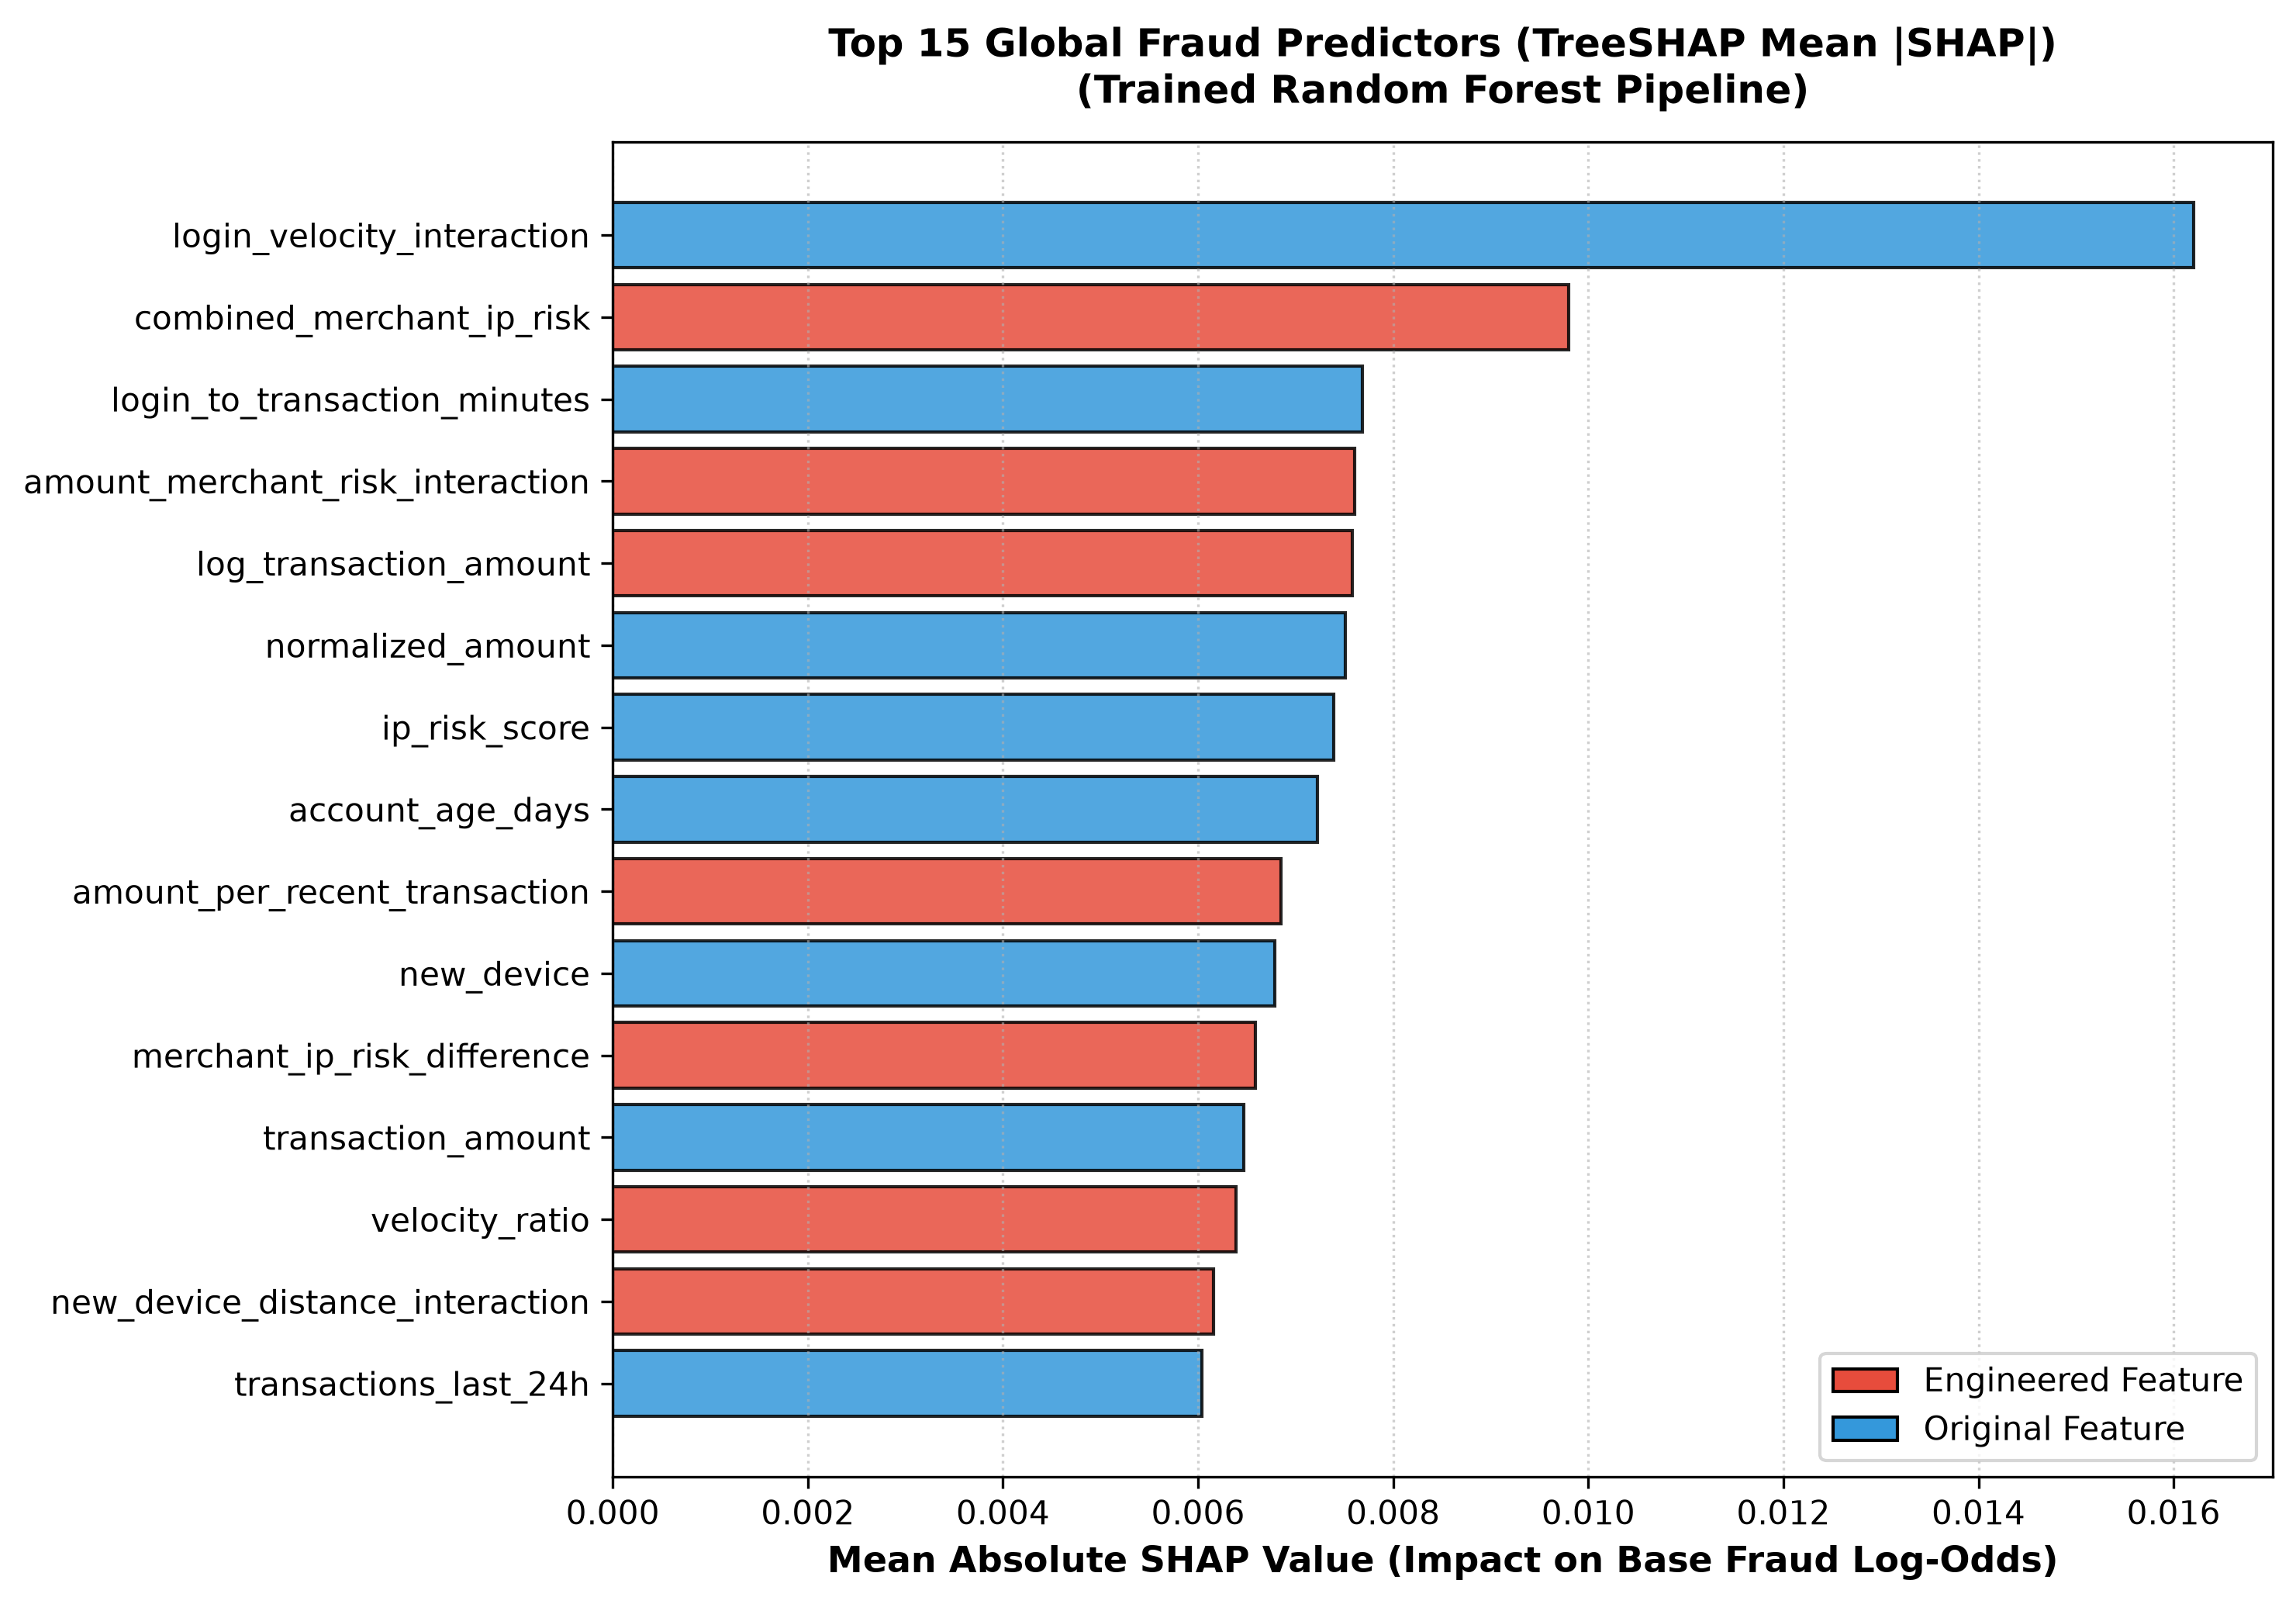 Top 15 Global Fraud Predictors (TreeSHAP Mean |SHAP|)
(Trained Random Forest Pipeline)
login_velocity_interaction
combined_merchant_ip_risk
login_to_transaction_minutes
amount_merchant_risk_interaction
log_transaction_amount
normalized_amount
ip_risk_score
account_age_days
amount_per_recent_transaction
new_device
merchant_ip_risk_difference
transaction_amount
velocity_ratio
new_device_distance_interaction
transactions_last_24h
Engineered Feature
Original Feature
0.000 0.002 0.004 0.006 0.008 0.010 0.012 0.014 0.016
Mean Absolute SHAP Value (Impact on Base Fraud Log-Odds)